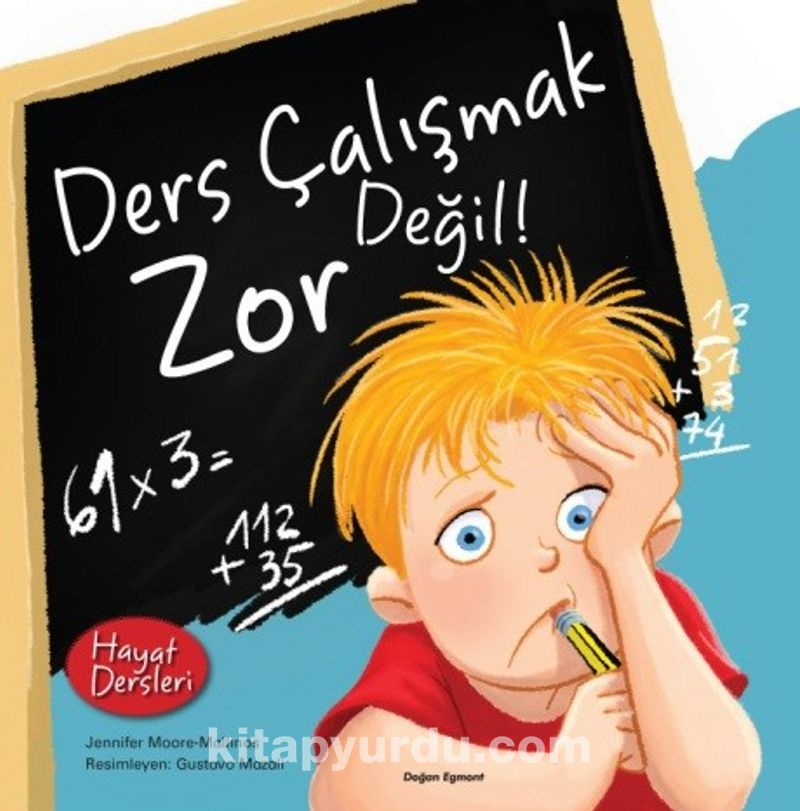 Ders Çalışmak
Zor Değil!
12
51
+ 3
74
61 x 3 =
112
+ 35
Hayat
Dersleri
Jennifer Moore-Mallinos
Resimleyen: Gustavo Mazali
kitapyurdu.com
Doğan Egmont